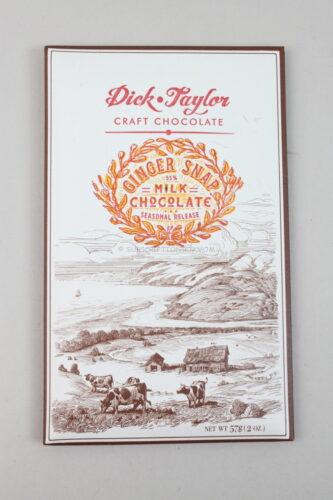 Dick • Taylor
CRAFT CHOCOLATE
GINGER SNAP
55%
MILK
CHOCOLATE
SEASONAL RELEASE
NET WT 57g (2 OZ.)